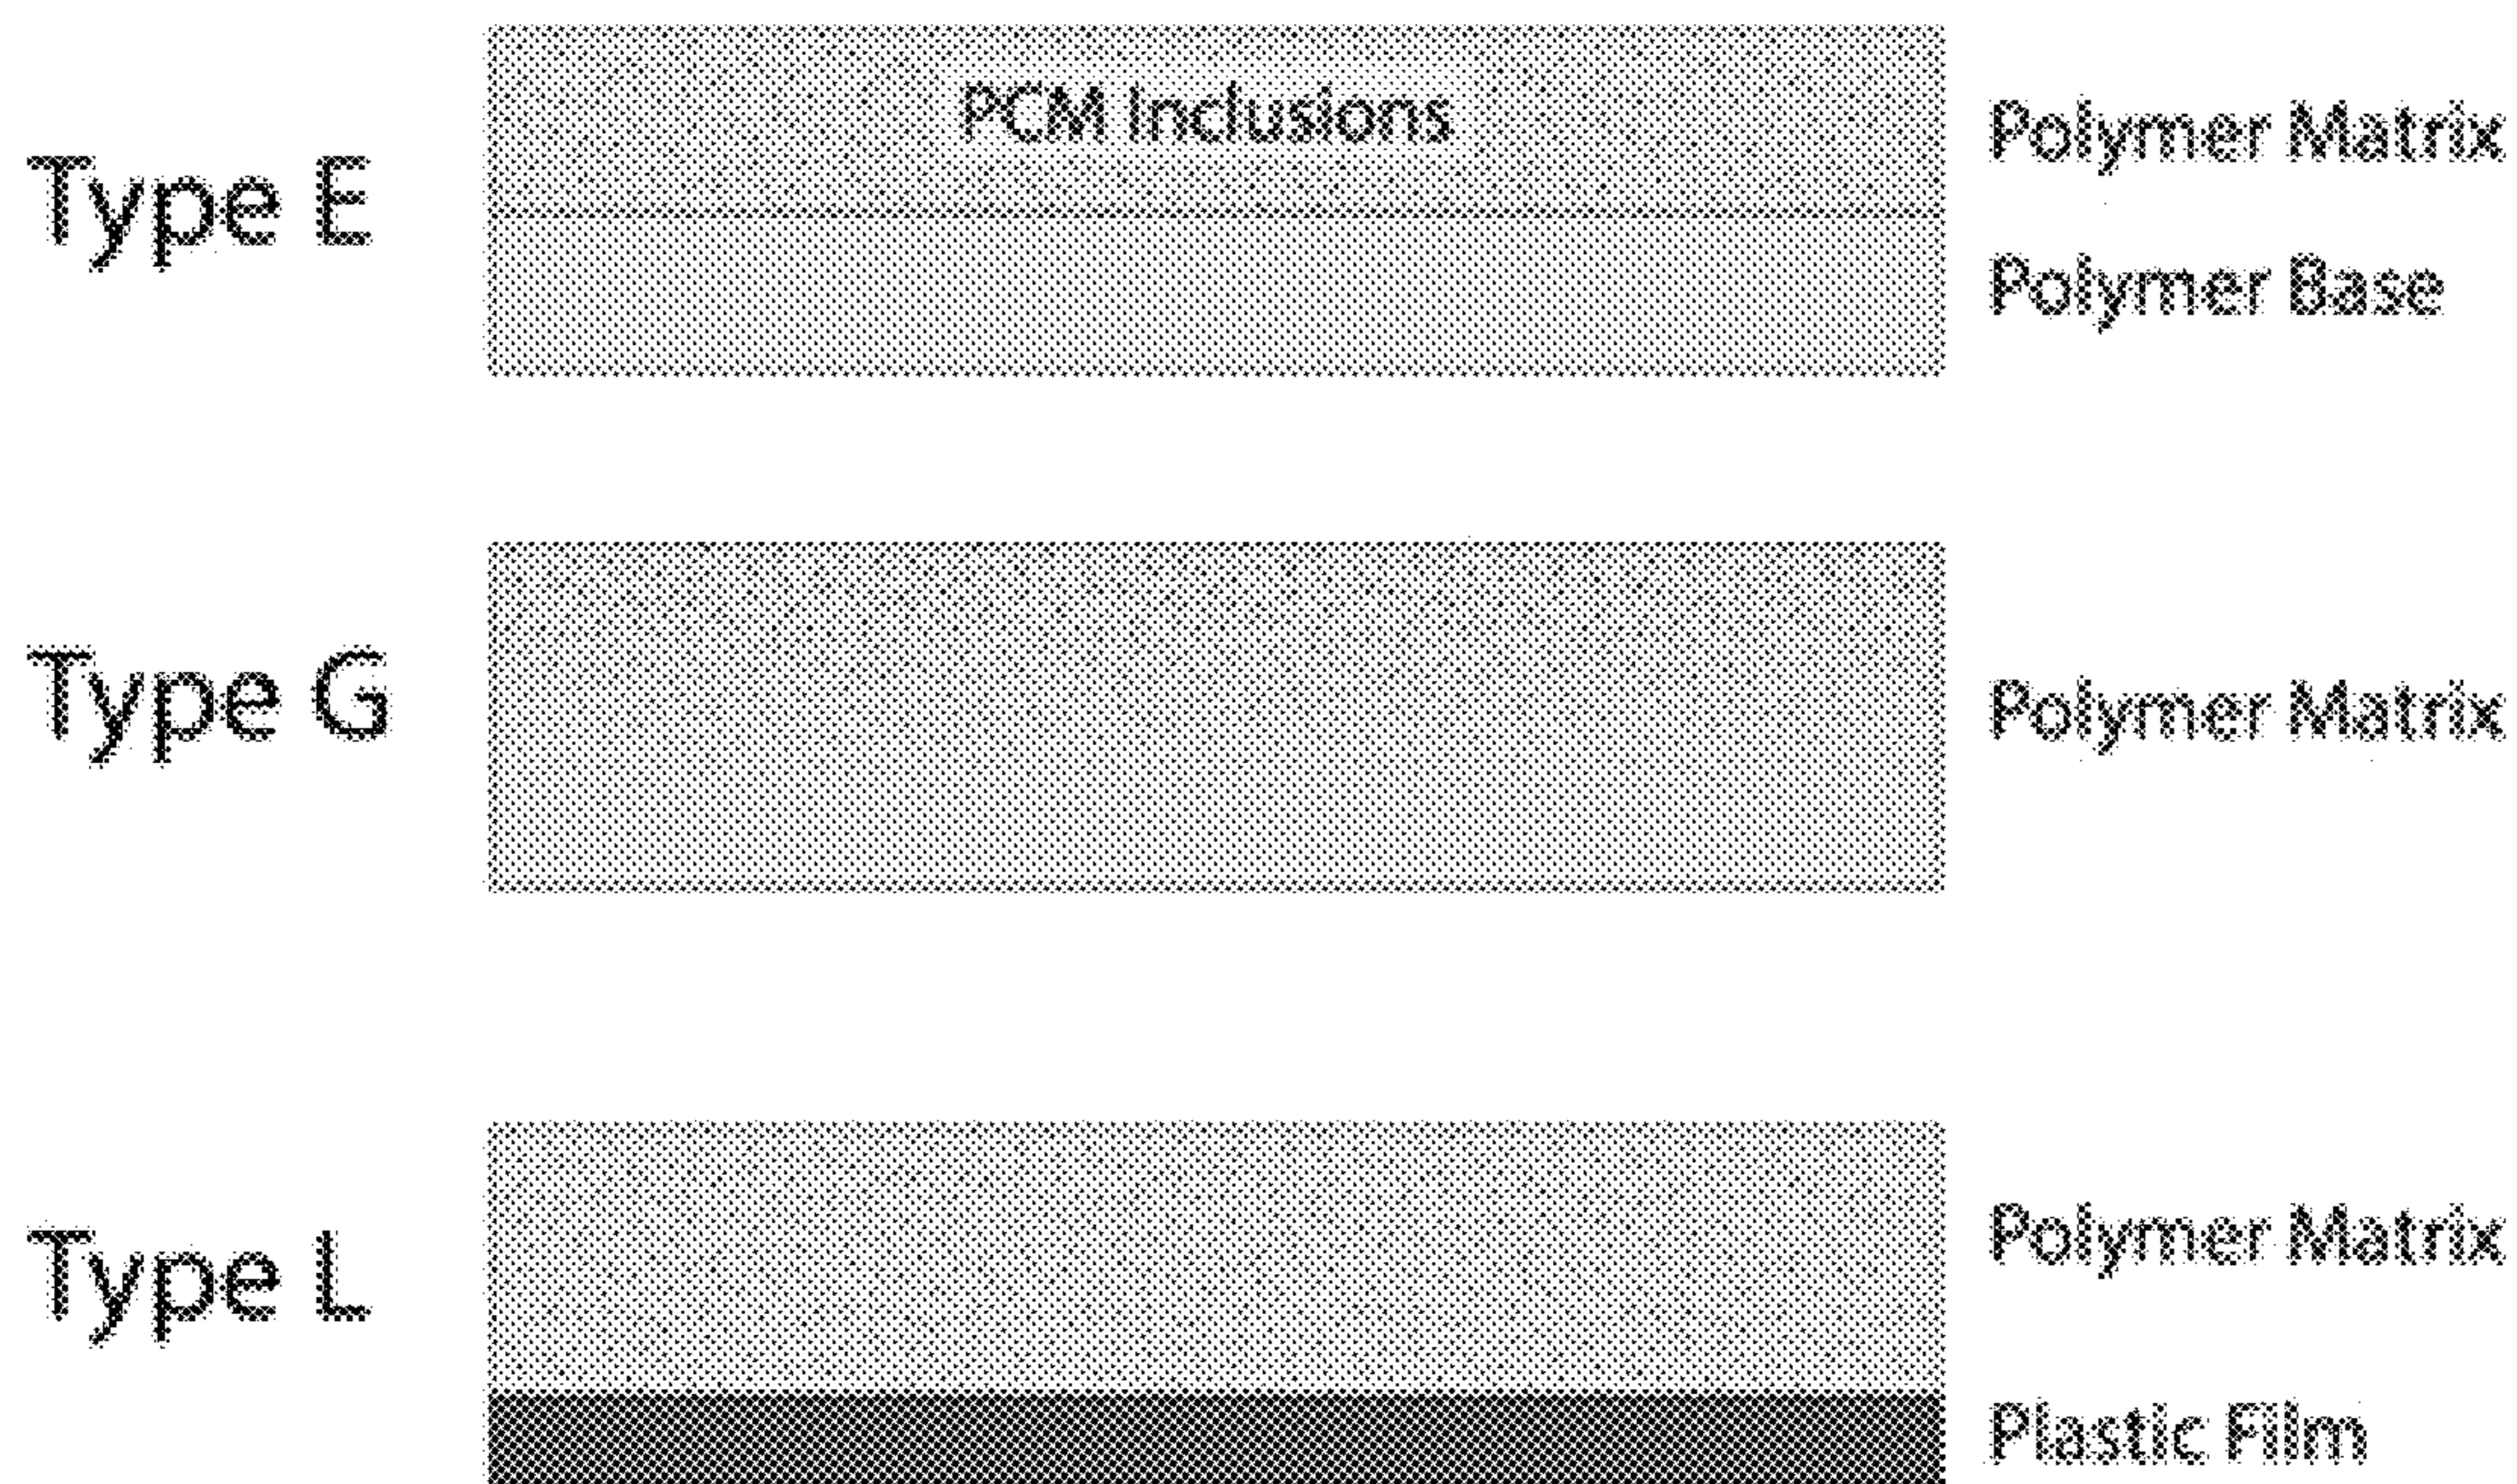 PCM Inclusions
Polymer Matrix
Type E
Polymer Base
Type G
Polymer Matrix
Polymer Matrix
Type L
Plastic Film